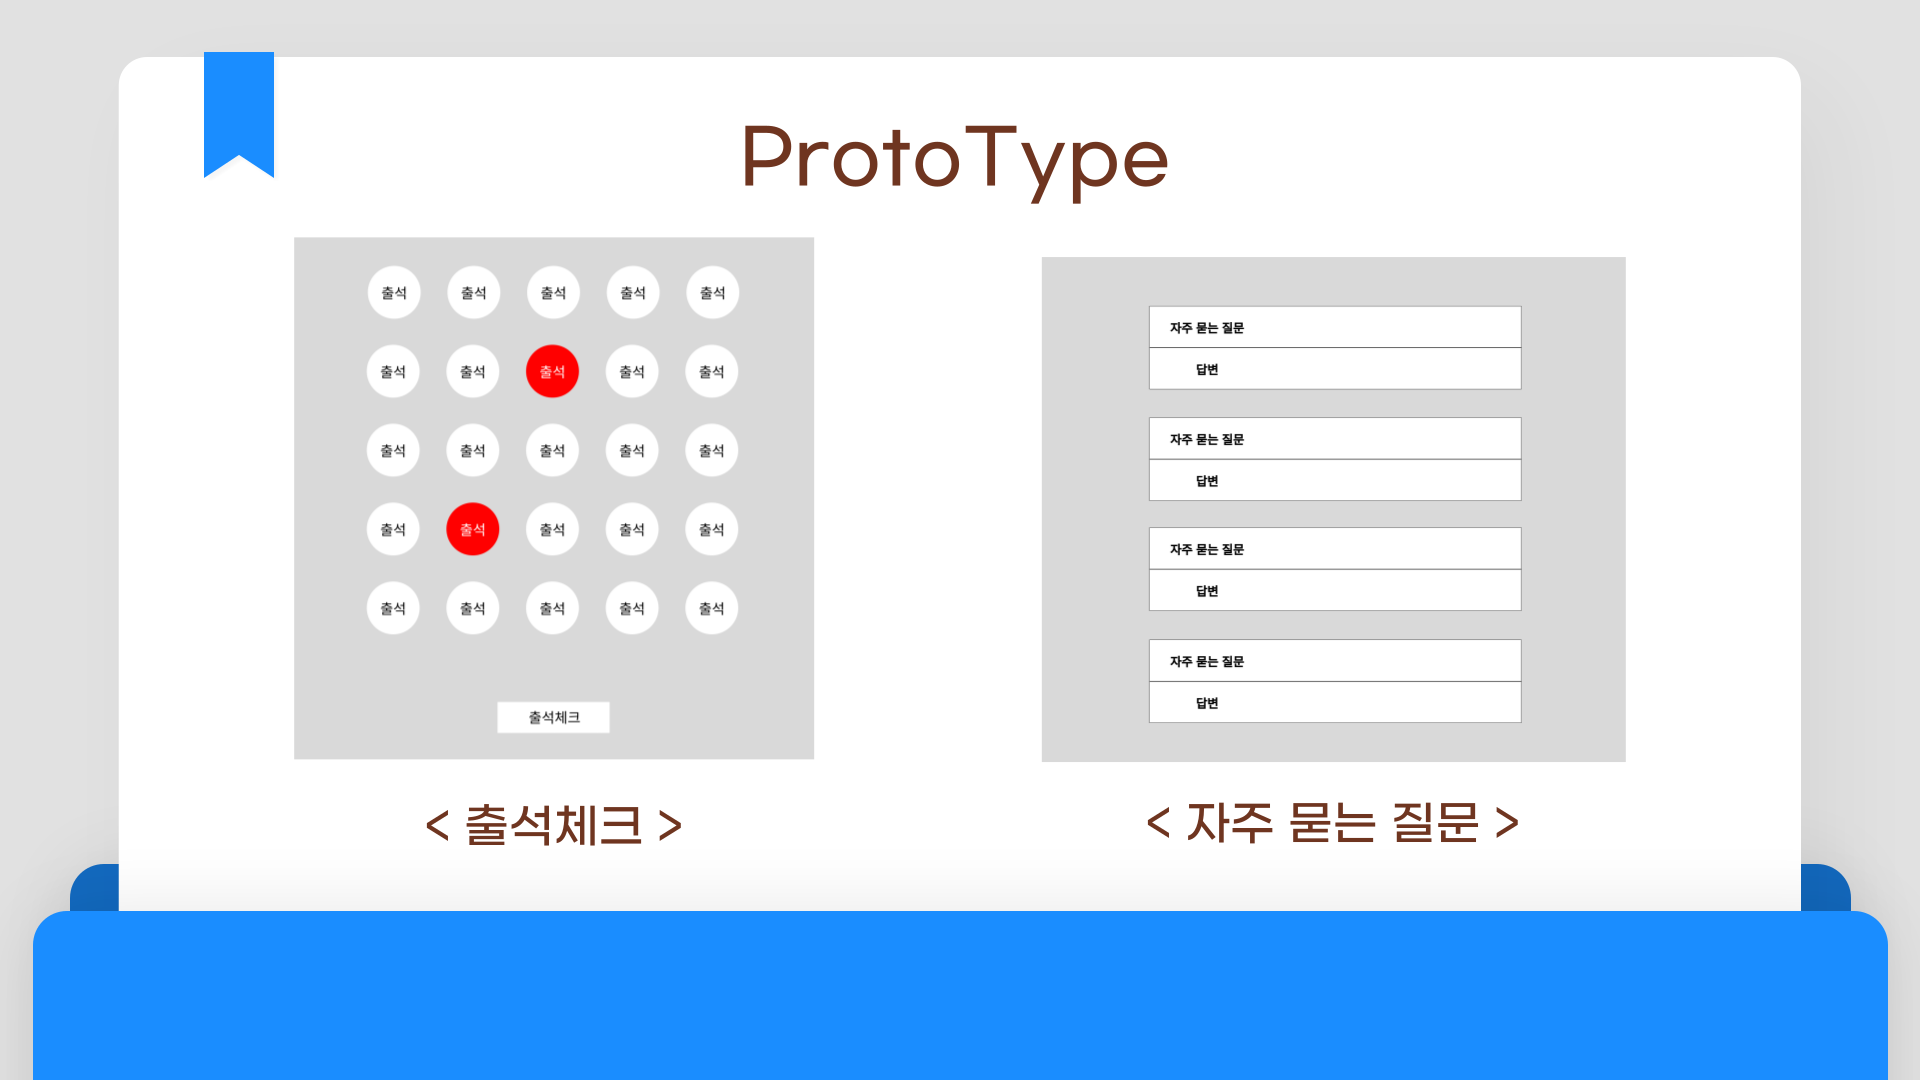 ProtoType
출석 출석 출석 출석 출석
출석 출석 출석 출석 출석
출석 출석 출석 출석 출석
출석 출석 출석 출석 출석
출석 출석 출석 출석 출석
출석체크
< 출석체크 >
자주 묻는 질문
답변
자주 묻는 질문
답변
자주 묻는 질문
답변
자주 묻는 질문
답변
< 자주 묻는 질문 >